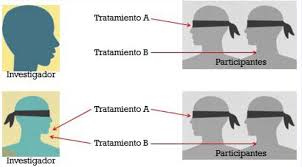 Tratamiento A
Tratamiento B
Investigador
Participantes
Tratamiento A
Tratamiento B
Investigador
Participantes